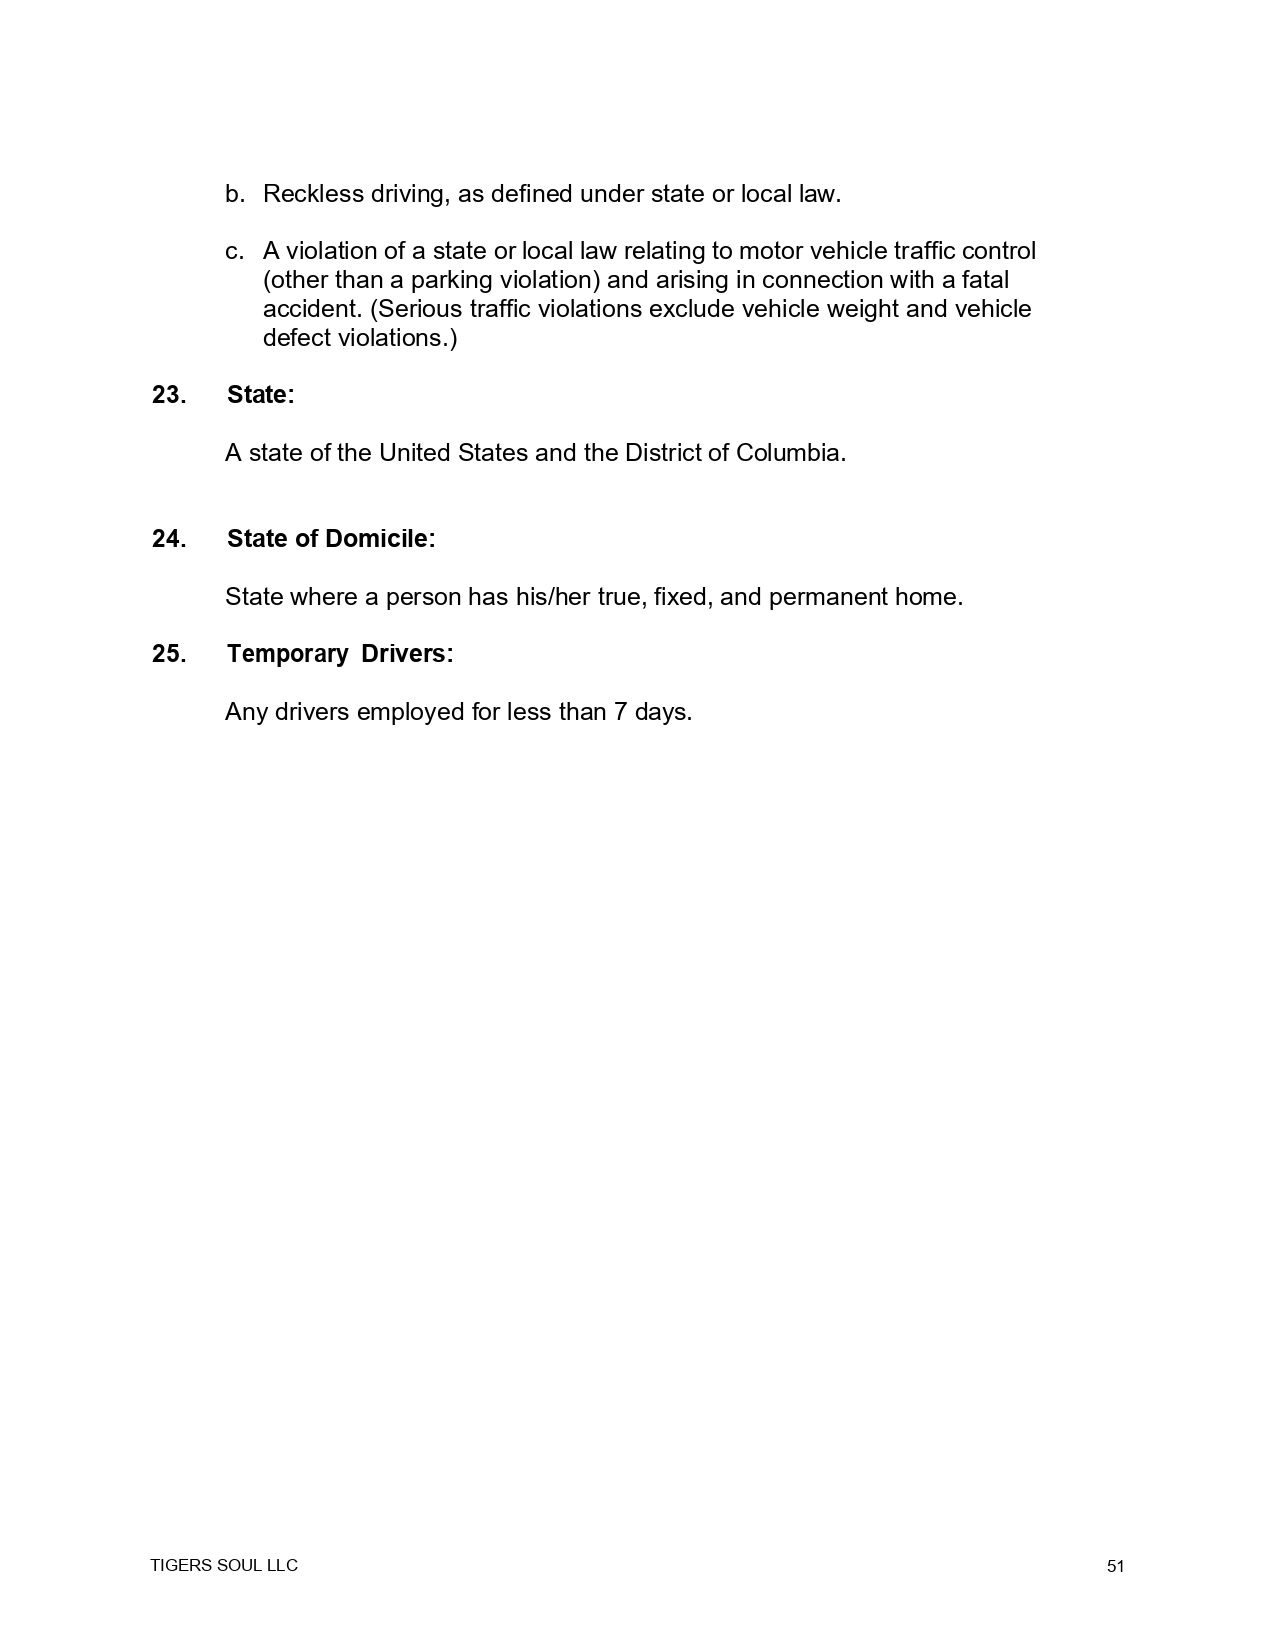 b. Reckless driving, as defined under state or local law.
c. A violation of a state or local law relating to motor vehicle traffic control
(other than a parking violation) and arising in connection with a fatal
accident. (Serious traffic violations exclude vehicle weight and vehicle
defect violations.)
23. State:
A state of the United States and the District of Columbia.
24. State of Domicile:
State where a person has his/her true, fixed, and permanent home.
25. Temporary Drivers:
Any drivers employed for less than 7 days.
TIGERS SOUL LLC 51